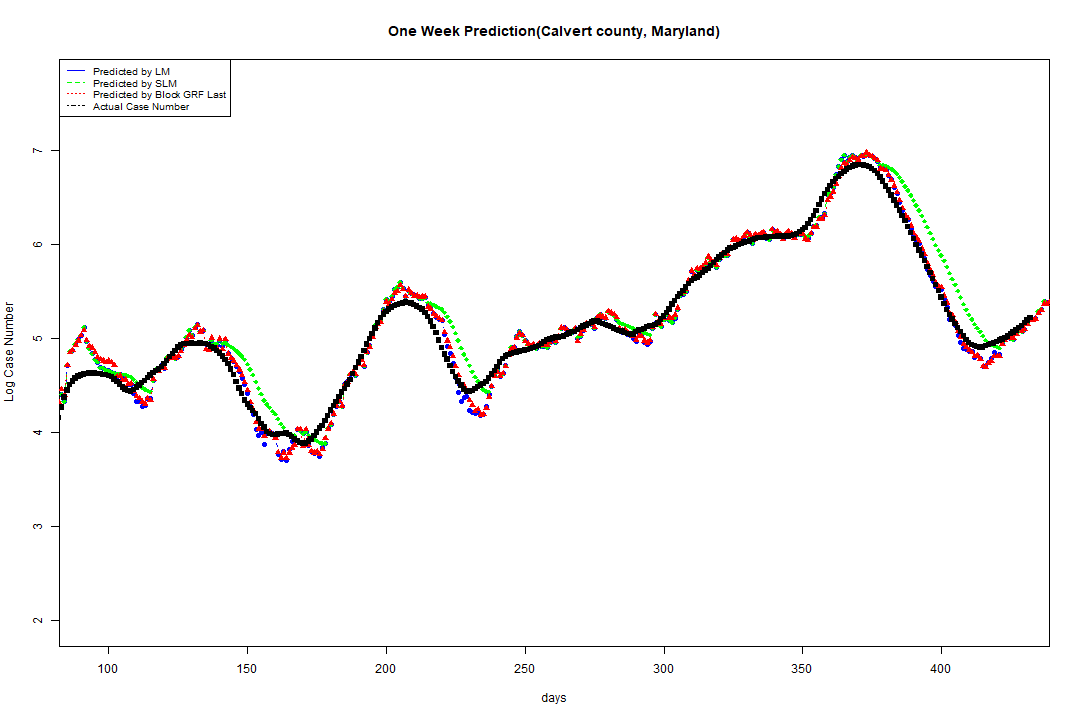 One Week Prediction(Calvert county, Maryland)
Predicted by LM
Predicted by SLM
Predicted by Block GRF Last
Actual Case Number
7
6
5
4
3
2
Log Case Number
100 150 200 250 300 350 400
days